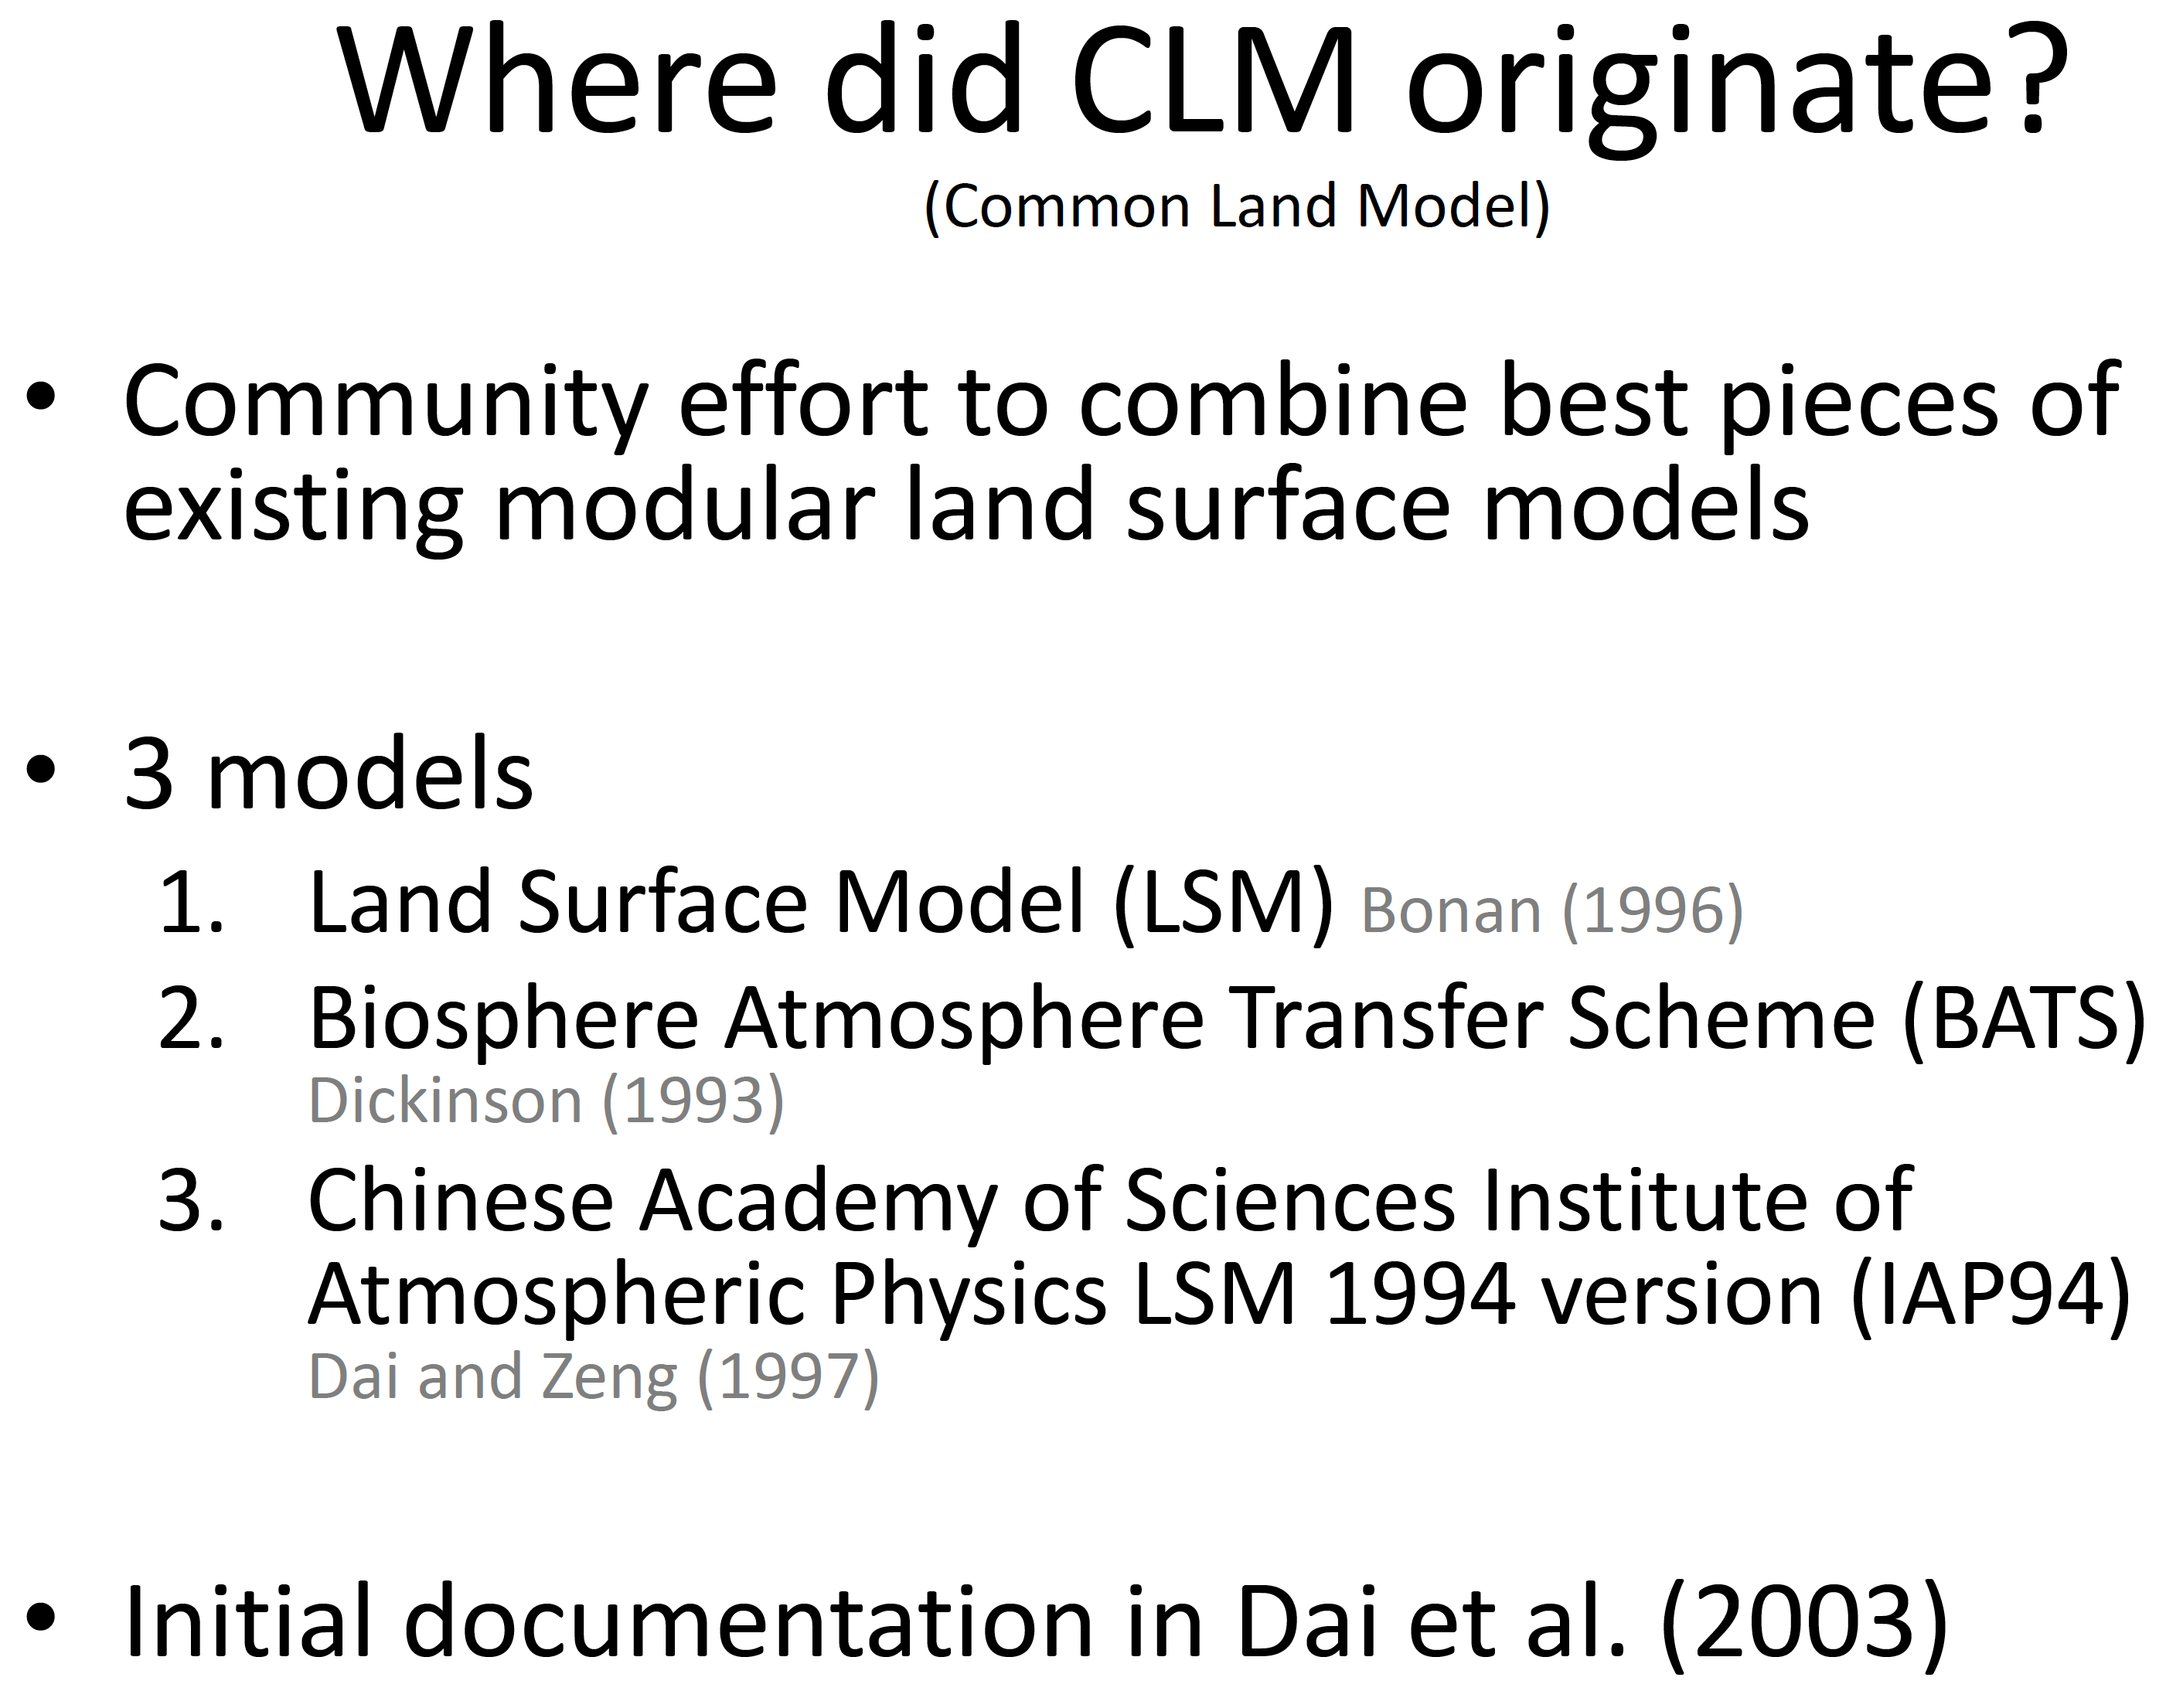 Where did CLM originate?
(Common Land Model)
• Community effort to combine best pieces of
existing modular land surface models
• 3 models
1. Land Surface Model (LSM) Bonan (1996)
2. Biosphere Atmosphere Transfer Scheme (BATS)
Dickinson (1993)
3. Chinese Academy of Sciences Institute of
Atmospheric Physics LSM 1994 version (IAP94)
Dai and Zeng (1997)
• Initial documentation in Dai et al. (2003)